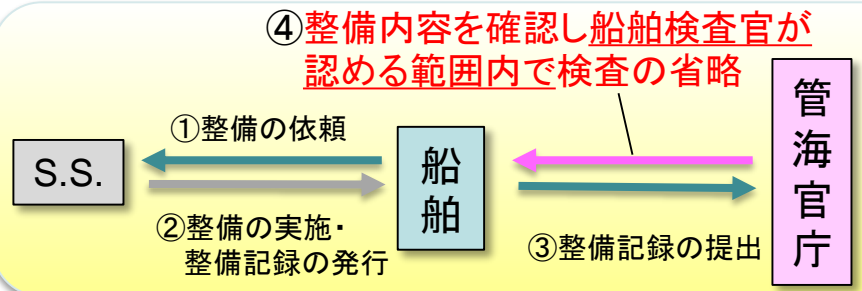 ④整備内容を確認し船舶検査官が
認める範囲内で検査の省略
①整備の依頼
S.S.
船舶
管海官庁
②整備の実施・
整備記録の発行
③整備記録の提出